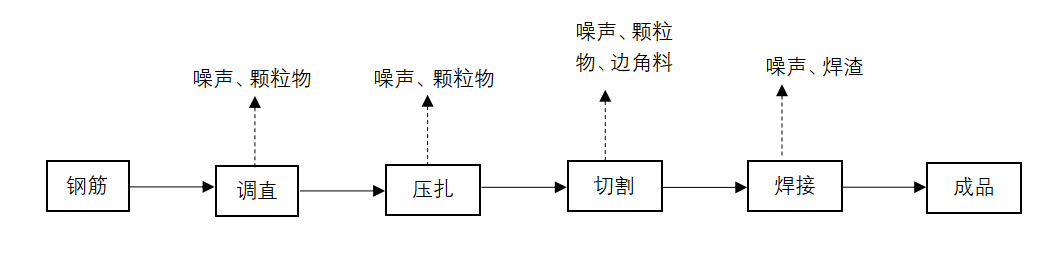 噪声、颗粒
物、边角料
噪声、颗粒物
噪声、颗粒物
噪声、焊渣
钢筋
调直
压扎
切割
焊接
成品